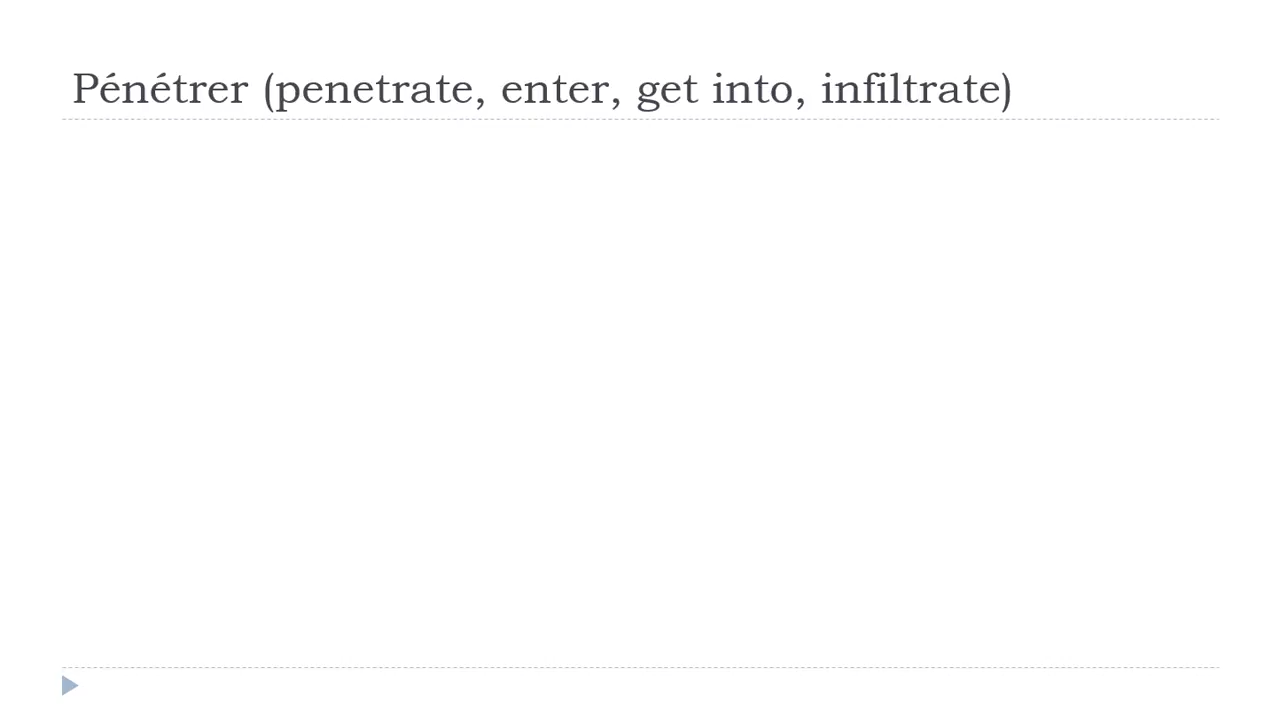 Pénétrer (penetrate, enter, get into, infiltrate)